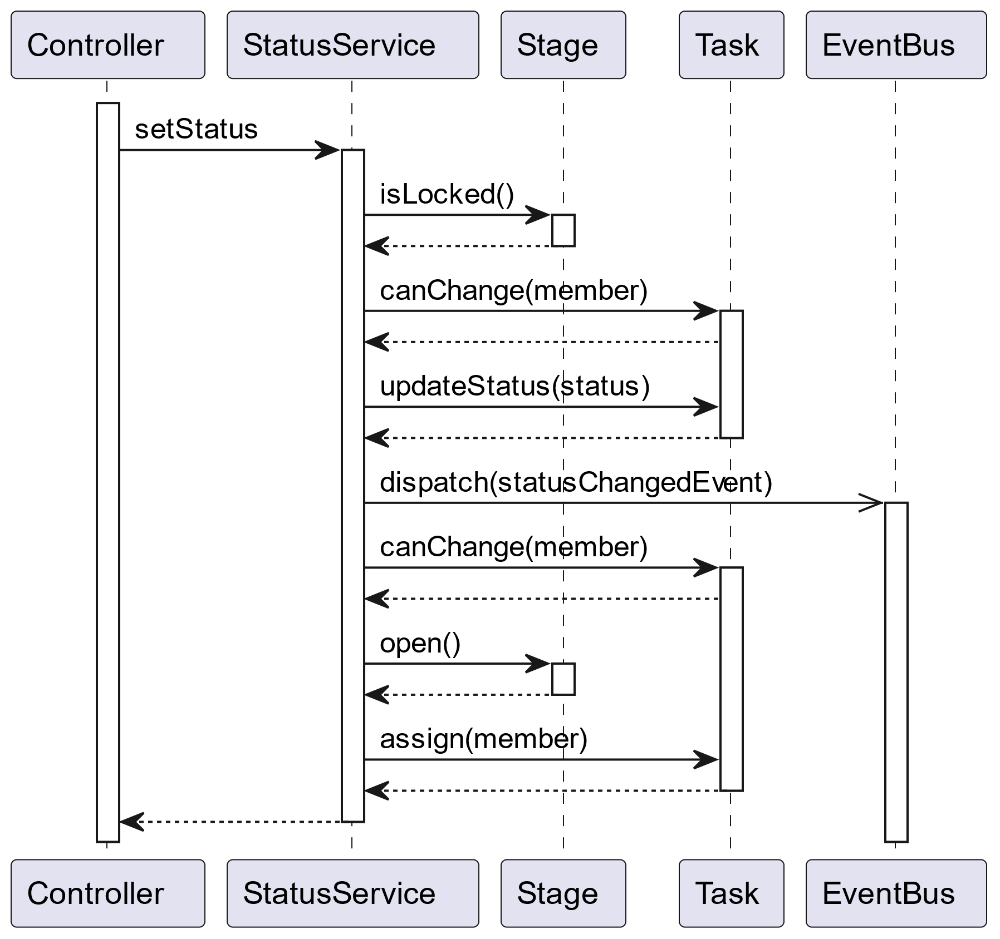 Controller
StatusService
Stage
Task
EventBus
setStatus
isLocked()
canChange(member)
updateStatus(status)
dispatch(statusChangedEvent)
canChange(member)
open()
assign(member)
Controller
StatusService
Stage
Task
EventBus